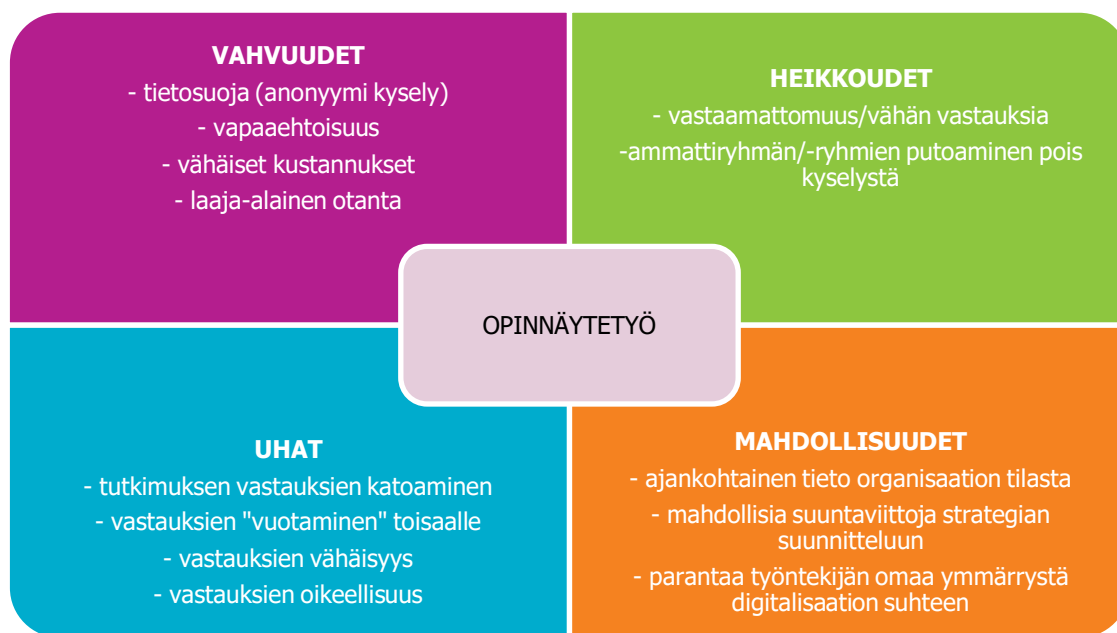 VAHVUUDET
- tietosuoja (anonyymi kysely)
- vapaaehtoisuus
- vähäiset kustannukset
- laaja-alainen otanta
HEIKKOUDET
- vastaamattomuus/vähän vastauksia
-ammattiryhmän/-ryhmien putoaminen pois
kyselystä
OPINNÄYTETYÖ
UHAT
- tutkimuksen vastauksien katoaminen
- vastauksien "vuotaminen" toisaalle
- vastauksien vähäisyys
- vastauksien oikeellisuus
MAHDOLLISUUDET
- ajankohtainen tieto organisaation tilasta
- mahdollisia suuntaviittoja strategian
suunnitteluun
- parantaa työntekijän omaa ymmärrystä
digitalisaation suhteen